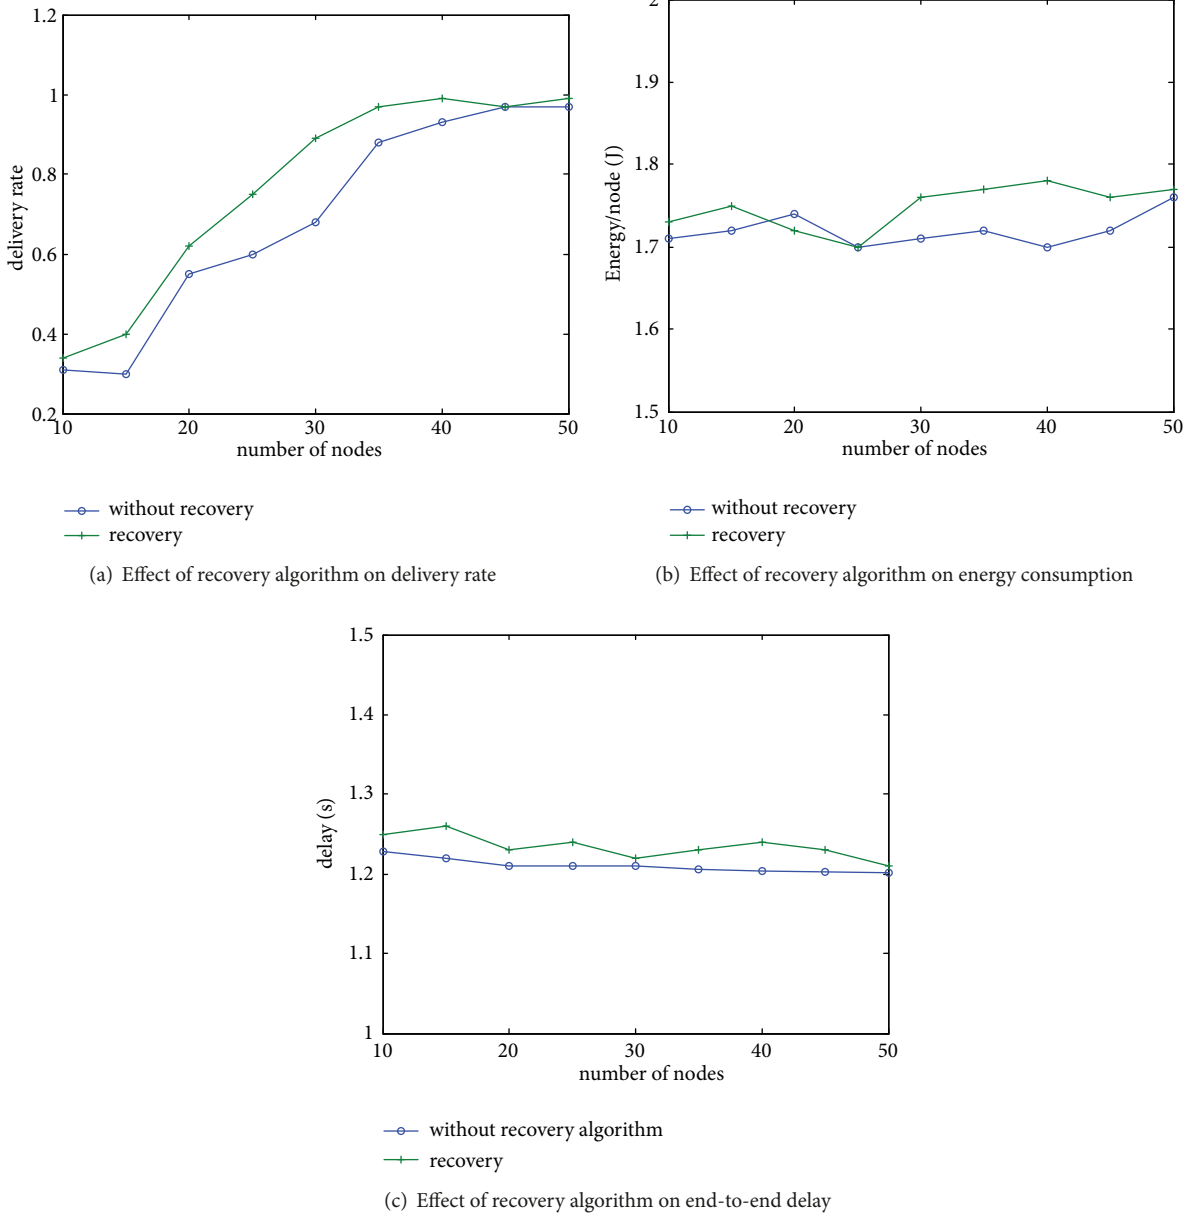 1.2
1
0.8
0.6
0.4
0.2
delivery rate
10 20 30 40 50
number of nodes
without recovery
recovery
(a) Effect of recovery algorithm on delivery rate
2
1.9
1.8
1.7
1.6
1.5
Energy/node (J)
10 20 30 40 50
number of nodes
without recovery
recovery
(b) Effect of recovery algorithm on energy consumption
1.5
1.4
1.3
1.2
1.1
1
delay (s)
10 20 30 40 50
number of nodes
without recovery algorithm
recovery
(c) Effect of recovery algorithm on end-to-end delay